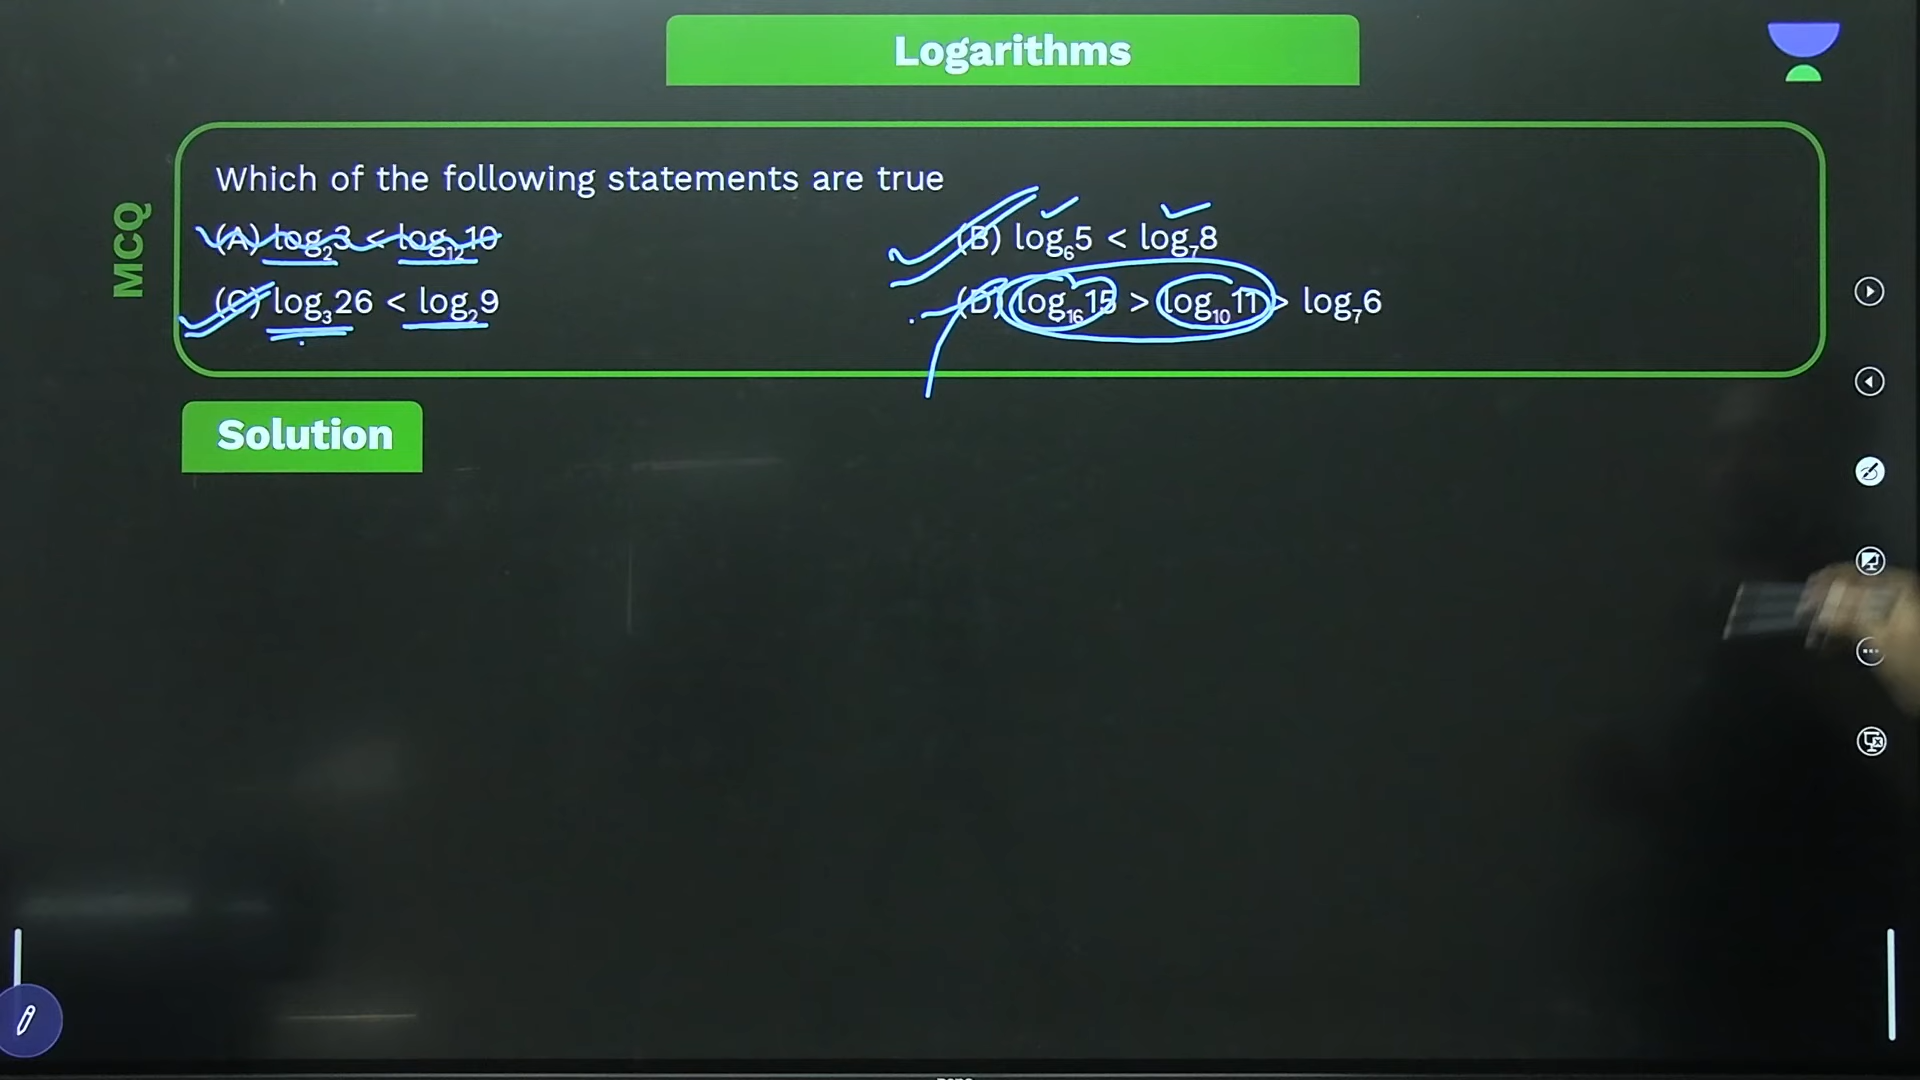 Logarithms
MCQ
Which of the following statements are true
(A) log₂3 < log₁₂10
(B) log₆5 < log₇8
(C) log₃26 < log₂9
(D) log₁₆15 > log₁₀11 > log₇6
Solution